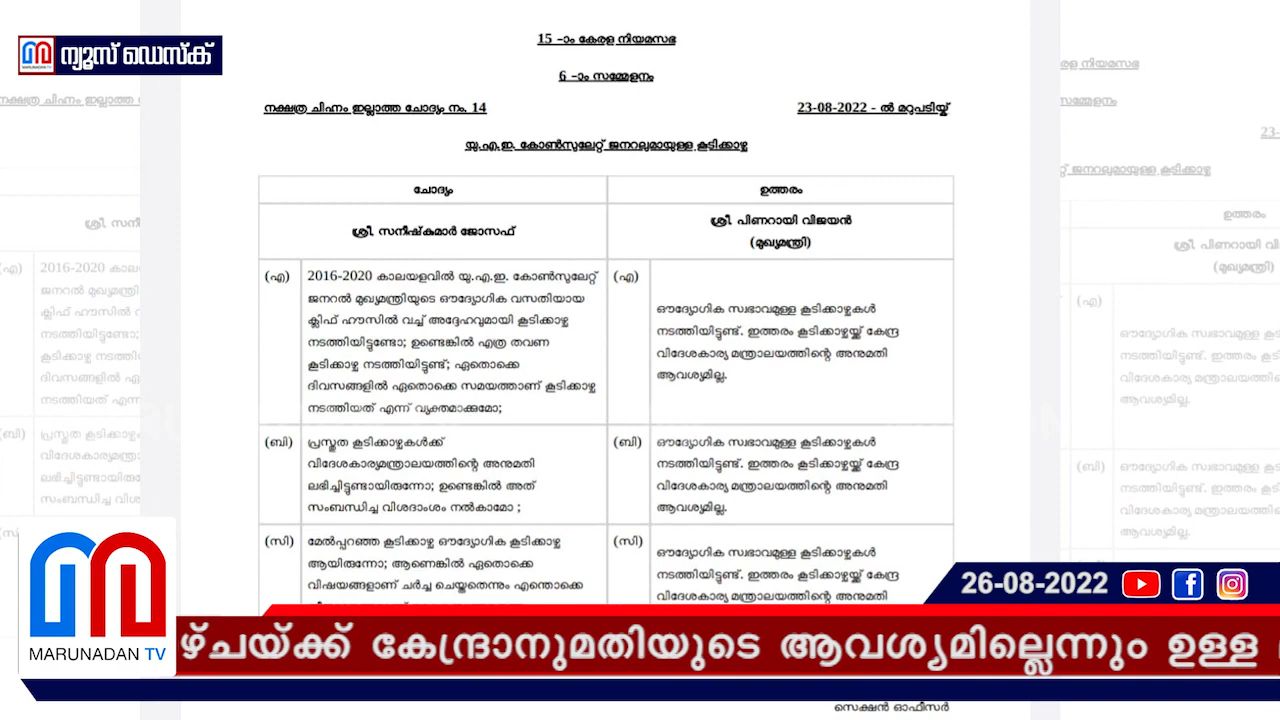 ന്യൂസ് ഡെസ്ക്
MARUNADAN TV
15 -ാം കേരള നിയമസഭ
6 -ാം സമ്മേളനം
നക്ഷത്ര ചിഹ്നം ഇല്ലാത്ത ചോദ്യം നം. 14
23-08-2022 - ൽ മറുപടിയ്ക്ക്
യു.എ.ഇ. കോൺസുലേറ്റ് ജനറലുമായുള്ള കൂടിക്കാഴ്ച
ചോദ്യം
ഉത്തരം
ശ്രീ. സനീഷ്‌കുമാർ ജോസഫ്
ശ്രീ. പിണറായി വിജയൻ
(മുഖ്യമന്ത്രി)
(എ)
2016-2020 കാലയളവിൽ യു.എ.ഇ. കോൺസുലേറ്റ്
ജനറൽ മുഖ്യമന്ത്രിയുടെ ഔദ്യോഗിക വസതിയായ
ക്ലിഫ് ഹൗസിൽ വച്ച് അദ്ദേഹവുമായി കൂടിക്കാഴ്ച
നടത്തിയിട്ടുണ്ടോ; ഉണ്ടെങ്കിൽ എത്ര തവണ
കൂടിക്കാഴ്ച നടത്തിയിട്ടുണ്ട്; ഏതൊക്കെ
ദിവസങ്ങളിൽ ഏതൊക്കെ സമയത്താണ് കൂടിക്കാഴ്ച
നടത്തിയത് എന്ന് വ്യക്തമാക്കുമോ;
(എ)
ഔദ്യോഗിക സ്വഭാവമുള്ള കൂടിക്കാഴ്ചകൾ
നടത്തിയിട്ടുണ്ട്. ഇത്തരം കൂടിക്കാഴ്ചയ്ക്ക് കേന്ദ്ര
വിദേശകാര്യ മന്ത്രാലയത്തിന്റെ അനുമതി
ആവശ്യമില്ല.
(ബി)
പ്രസ്തുത കൂടിക്കാഴ്ചകൾക്ക്
വിദേശകാര്യമന്ത്രാലയത്തിന്റെ അനുമതി
ലഭിച്ചിട്ടുണ്ടായിരുന്നോ; ഉണ്ടെങ്കിൽ അത്
സംബന്ധിച്ച വിശദാംശം നൽകാമോ ;
(ബി)
ഔദ്യോഗിക സ്വഭാവമുള്ള കൂടിക്കാഴ്ചകൾ
നടത്തിയിട്ടുണ്ട്. ഇത്തരം കൂടിക്കാഴ്ചയ്ക്ക് കേന്ദ്ര
വിദേശകാര്യ മന്ത്രാലയത്തിന്റെ അനുമതി
ആവശ്യമില്ല.
(സി)
മേൽപ്പറഞ്ഞ കൂടിക്കാഴ്ച ഔദ്യോഗിക കൂടിക്കാഴ്ച
ആയിരുന്നോ; ആണെങ്കിൽ ഏതൊക്കെ
വിഷയങ്ങളാണ് ചർച്ച ചെയ്തതെന്നും എന്തൊക്കെ
(സി)
ഔദ്യോഗിക സ്വഭാവമുള്ള കൂടിക്കാഴ്ചകൾ
നടത്തിയിട്ടുണ്ട്. ഇത്തരം കൂടിക്കാഴ്ചയ്ക്ക് കേന്ദ്ര
വിദേശകാര്യ മന്ത്രാലയത്തിന്റെ അനുമതി
26-08-2022
ഴ്ചയ്ക്ക് കേന്ദ്രാനുമതിയുടെ ആവശ്യമില്ലെന്നും ഉള്ള
MARUNADAN TV
സെക്ഷൻ ഓഫീസർ